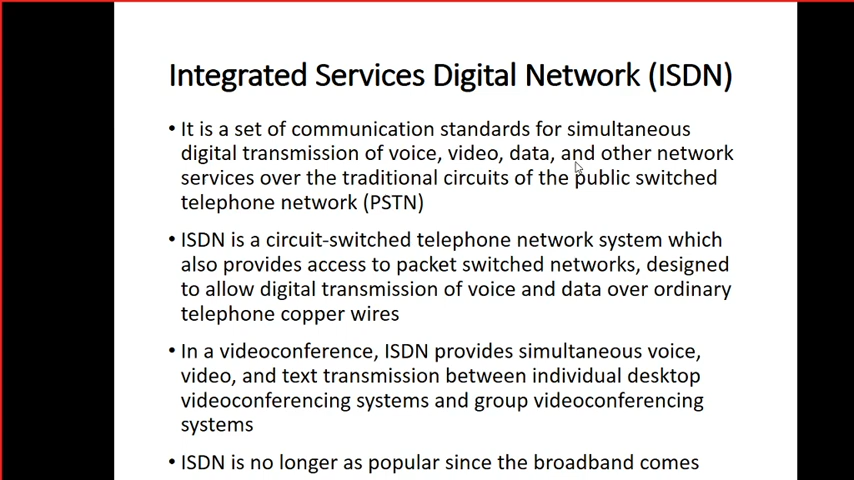 Integrated Services Digital Network (ISDN)
• It is a set of communication standards for simultaneous
digital transmission of voice, video, data, and other network
services over the traditional circuits of the public switched
telephone network (PSTN)
• ISDN is a circuit-switched telephone network system which
also provides access to packet switched networks, designed
to allow digital transmission of voice and data over ordinary
telephone copper wires
• In a videoconference, ISDN provides simultaneous voice,
video, and text transmission between individual desktop
videoconferencing systems and group videoconferencing
systems
• ISDN is no longer as popular since the broadband comes